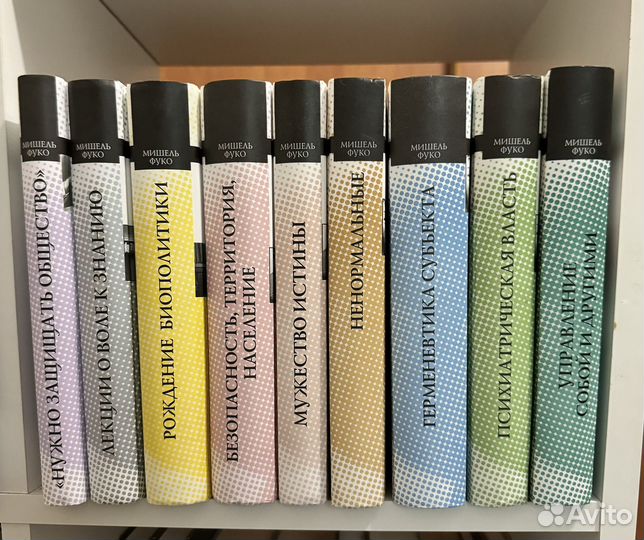 МИШЕЛЬ
ФУКО
«НУЖНО ЗАЩИЩАТЬ ОБЩЕСТВО»
МИШЕЛЬ
ФУКО
ЛЕКЦИИ О ВОЛЕ К ЗНАНИЮ
МИШЕЛЬ
ФУКО
РОЖДЕНИЕ БИОПОЛИТИКИ
МИШЕЛЬ
ФУКО
БЕЗОПАСНОСТЬ, ТЕРРИТОРИЯ,
НАСЕЛЕНИЕ
МИШЕЛЬ
ФУКО
МУЖЕСТВО ИСТИНЫ
МИШЕЛЬ
ФУКО
НЕНОРМАЛЬНЫЕ
МИШЕЛЬ
ФУКО
ГЕРМЕНЕВТИКА СУБЪЕКТА
МИШЕЛЬ
ФУКО
ПСИХИАТРИЧЕСКАЯ ВЛАСТЬ
МИШЕЛЬ
ФУКО
УПРАВЛЕНИЕ
СОБОЙ И ДРУГИМИ
Avito